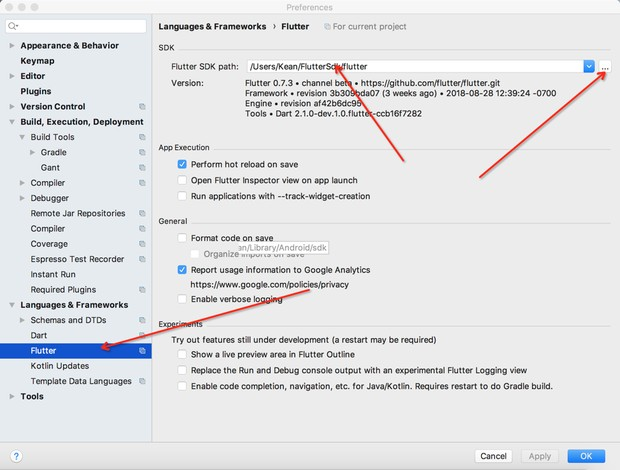 Preferences
Languages & Frameworks › Flutter
For current project
Appearance & Behavior
Keymap
Editor
Plugins
Version Control
Build, Execution, Deployment
Build Tools
Gradle
Gant
Compiler
Debugger
Remote Jar Repositories
Compiler
Coverage
Espresso Test Recorder
Instant Run
Required Plugins
Languages & Frameworks
Schemas and DTDs
Dart
Flutter
Kotlin Updates
Template Data Languages
Tools
SDK
Flutter SDK path: /Users/Kean/FlutterSdk/flutter ...
Version: Flutter 0.7.3 • channel beta • https://github.com/flutter/flutter.git
Framework • revision 3b309bda07 (3 weeks ago) • 2018-08-28 12:39:24 -0700
Engine • revision af42b6dc95
Tools • Dart 2.1.0-dev.1.0.flutter-ccb16f7282
App Execution
Perform hot reload on save
Open Flutter Inspector view on app launch
Run applications with --track-widget-creation
General
Format code on save
an/Library/Android/sdk
Organize imports on save
Report usage information to Google Analytics
https://www.google.com/policies/privacy
Enable verbose logging
Experiments
Try out features still under development (a restart may be required)
Show a live preview area in Flutter Outline
Replace the Run and Debug console output with an experimental Flutter Logging view
Enable code completion, navigation, etc. for Java/Kotlin. Requires restart to do Gradle build.
?
Cancel
Apply
OK